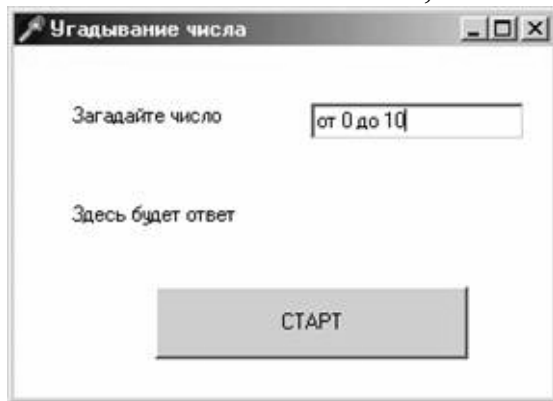 Угадывание числа
Загадайте число
от 0 до 10
Здесь будет ответ
СТАРТ